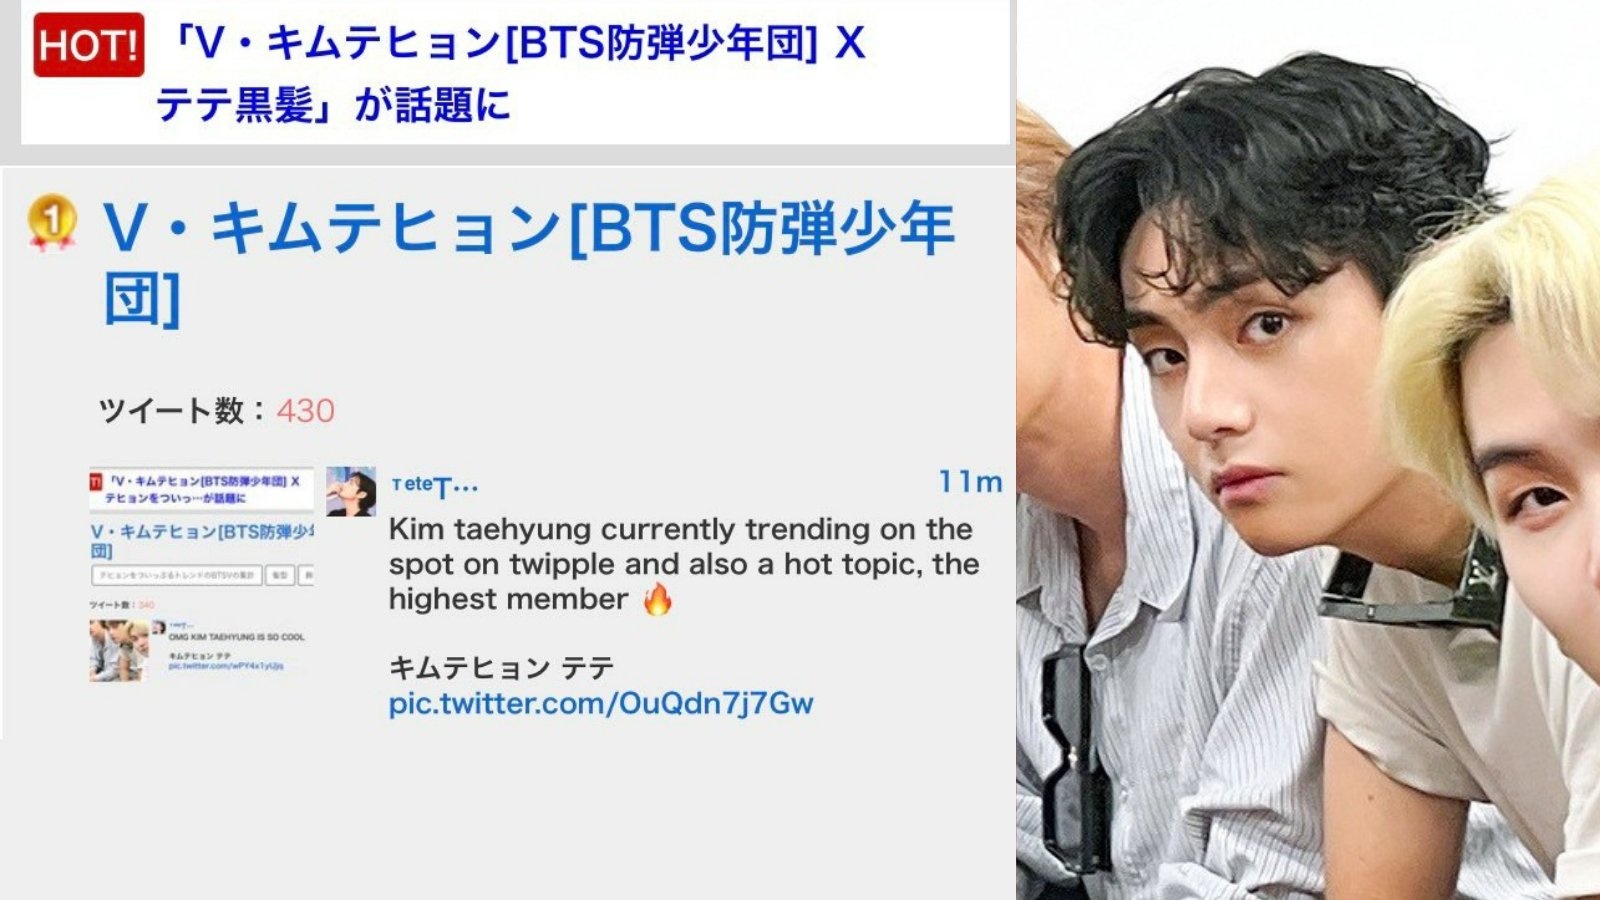 HOT!
「V・キムテヒョン[BTS防弾少年団] X
テテ黒髪」が話題に
1
V・キムテヒョン[BTS防弾少年
団]
ツイート数：430
「V・キムテヒョン[BTS防弾少年団] X
テヒョンをついっ…が話題に
V・キムテヒョン[BTS防弾少
団]
ツイート数：340
OMG KIM TAEHYUNG IS SO COOL
キムテヒョン テテ
TeteT... 11m
Kim taehyung currently trending on the
spot on twipple and also a hot topic, the
highest member 🔥
キムテヒョン テテ
pic.twitter.com/OuQdn7j7Gw